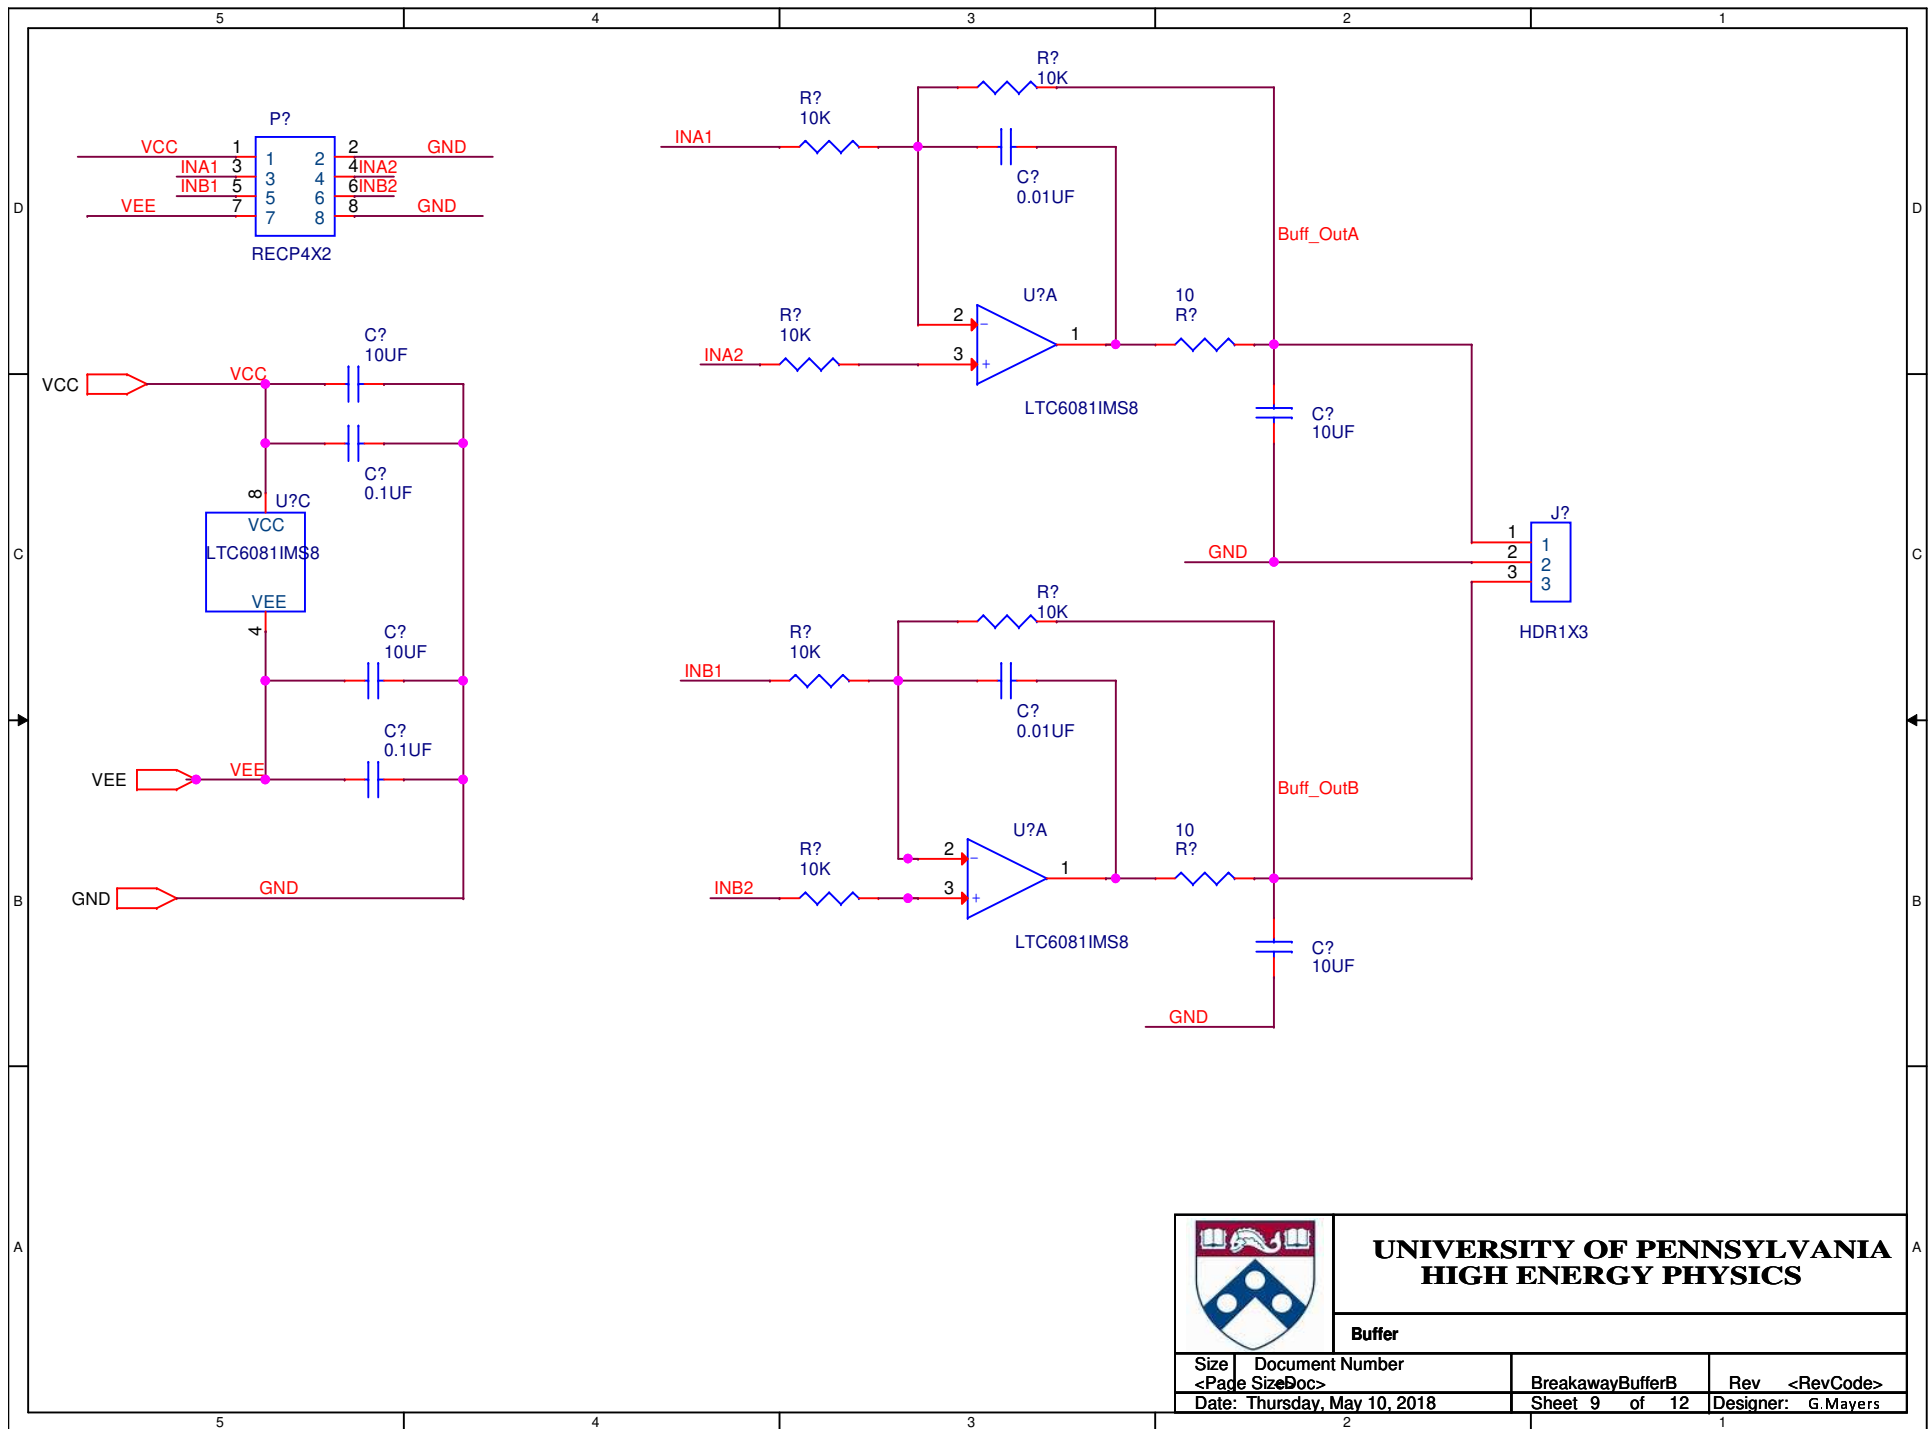 5 4 3 2 1
P?
VCC 1 1 2 2 GND
INA1 3 3 4 4 INA2
INB1 5 5 6 6 INB2
VEE 7 7 8 8 GND
RECP4X2
R?
10K
R?
10K
INA1
C?
0.01UF
Buff_OutA
U?A
2 -
1
3 +
LTC6081IMS8
R?
10K
INA2
10
R?
C?
10UF
GND
D
D
C?
10UF
VCC
VCC
C?
0.1UF
8
U?C
VCC
LTC6081IMS8
VEE
4
C?
10UF
C?
0.1UF
VEE
VEE
GND
GND
C
C
J?
1 1
2 2
3 3
HDR1X3
R?
10K
R?
10K
INB1
C?
0.01UF
Buff_OutB
U?A
2 -
1
3 +
LTC6081IMS8
R?
10K
INB2
10
R?
C?
10UF
GND
B
B
A
A
UNIVERSITY OF PENNSYLVANIA
HIGH ENERGY PHYSICS
Buffer
Size Document Number
<Page Size> <Doc> BreakawayBufferB Rev <RevCode>
Date: Thursday, May 10, 2018 Sheet 9 of 12 Designer: G.Mayers
5 4 3 2 1